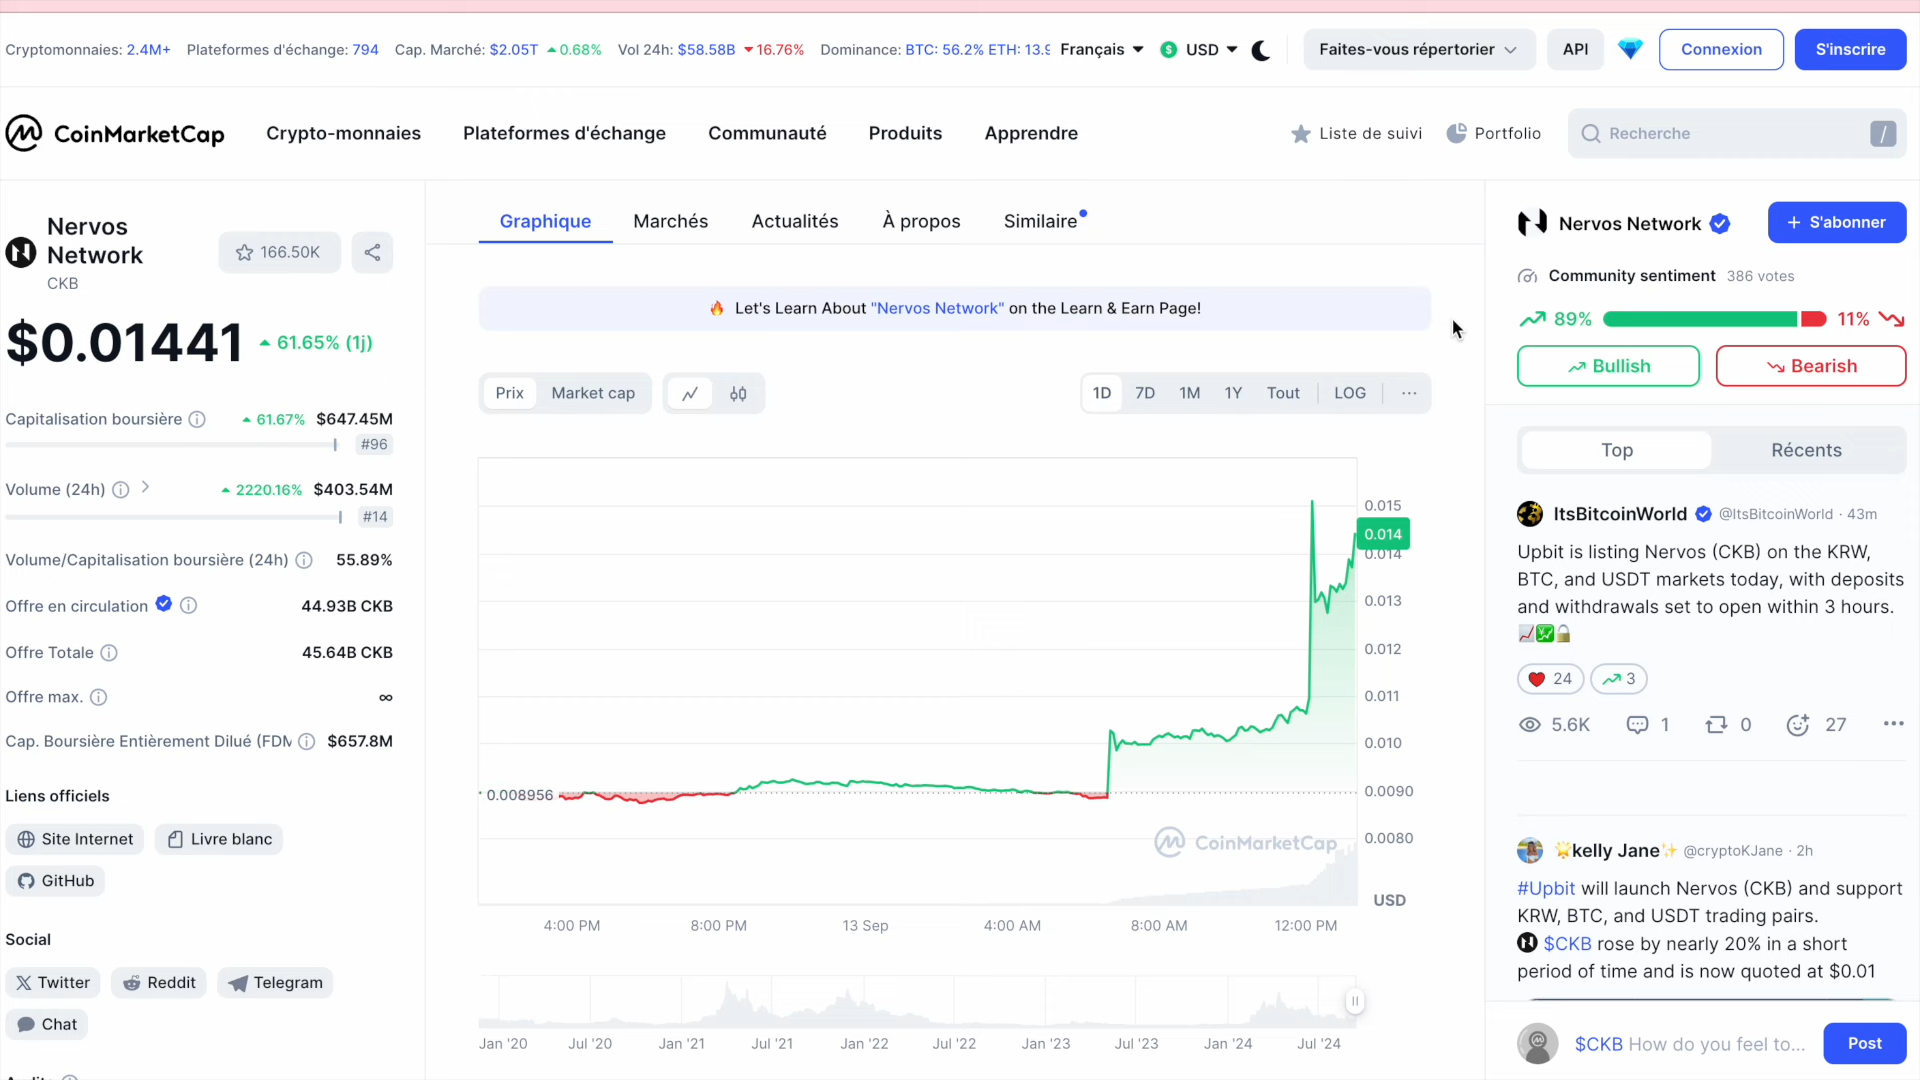 Cryptomonnaies: 2.4M+ Plateformes d'échange: 794 Cap. Marché: $2.05T 0.68% Vol 24h: $58.58B 16.76% Dominance: BTC: 56.2% ETH: 13.9 Français USD Faites-vous répertorier API Connexion S'inscrire
CoinMarketCap Crypto-monnaies Plateformes d'échange Communauté Produits Apprendre Liste de suivi Portfolio Recherche /
Nervos
Network
CKB
166.50K
$0.01441 61.65% (1j)
Capitalisation boursière 61.67% $647.45M
#96
Volume (24h) 2220.16% $403.54M
#14
Volume/Capitalisation boursière (24h) 55.89%
Offre en circulation 44.93B CKB
Offre Totale 45.64B CKB
Offre max. ∞
Cap. Boursière Entièrement Dilué (FDM $657.8M
Liens officiels
Site Internet Livre blanc
GitHub
Social
Twitter Reddit Telegram
Chat
Graphique Marchés Actualités À propos Similaire
Let's Learn About "Nervos Network" on the Learn & Earn Page!
Prix Market cap 1D 7D 1M 1Y Tout LOG ...
0.015
0.014
0.014
0.013
0.012
0.011
0.010
0.0090
0.0080
0.008956
CoinMarketCap
USD
4:00 PM 8:00 PM 13 Sep 4:00 AM 8:00 AM 12:00 PM
Jan '20 Jul '20 Jan '21 Jul '21 Jan '22 Jul '22 Jan '23 Jul '23 Jan '24 Jul '24
Nervos Network + S'abonner
Community sentiment 386 votes
89% 11%
Bullish Bearish
Top Récents
ItsBitcoinWorld @ItsBitcoinWorld · 43m
Upbit is listing Nervos (CKB) on the KRW,
BTC, and USDT markets today, with deposits
and withdrawals set to open within 3 hours.
24 3
5.6K 1 0 27 ...
kelly Jane @cryptoKJane · 2h
#Upbit will launch Nervos (CKB) and support
KRW, BTC, and USDT trading pairs.
$CKB rose by nearly 20% in a short
period of time and is now quoted at $0.01
$CKB How do you feel to... Post